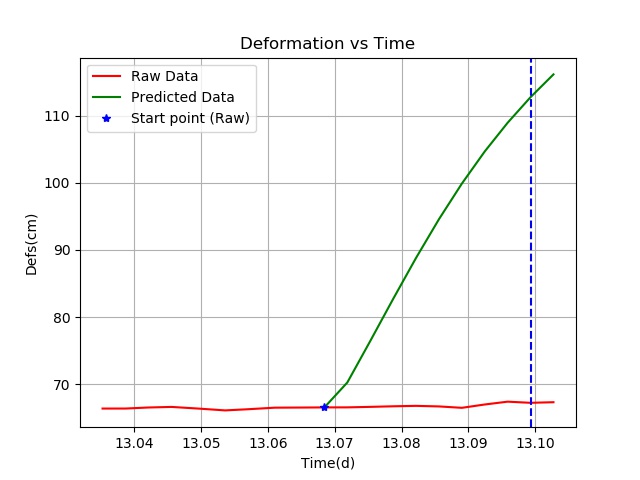 Deformation vs Time
Raw Data
Predicted Data
Start point (Raw)
110
100
90
80
70
Defs(cm)
13.04 13.05 13.06 13.07 13.08 13.09 13.10
Time(d)